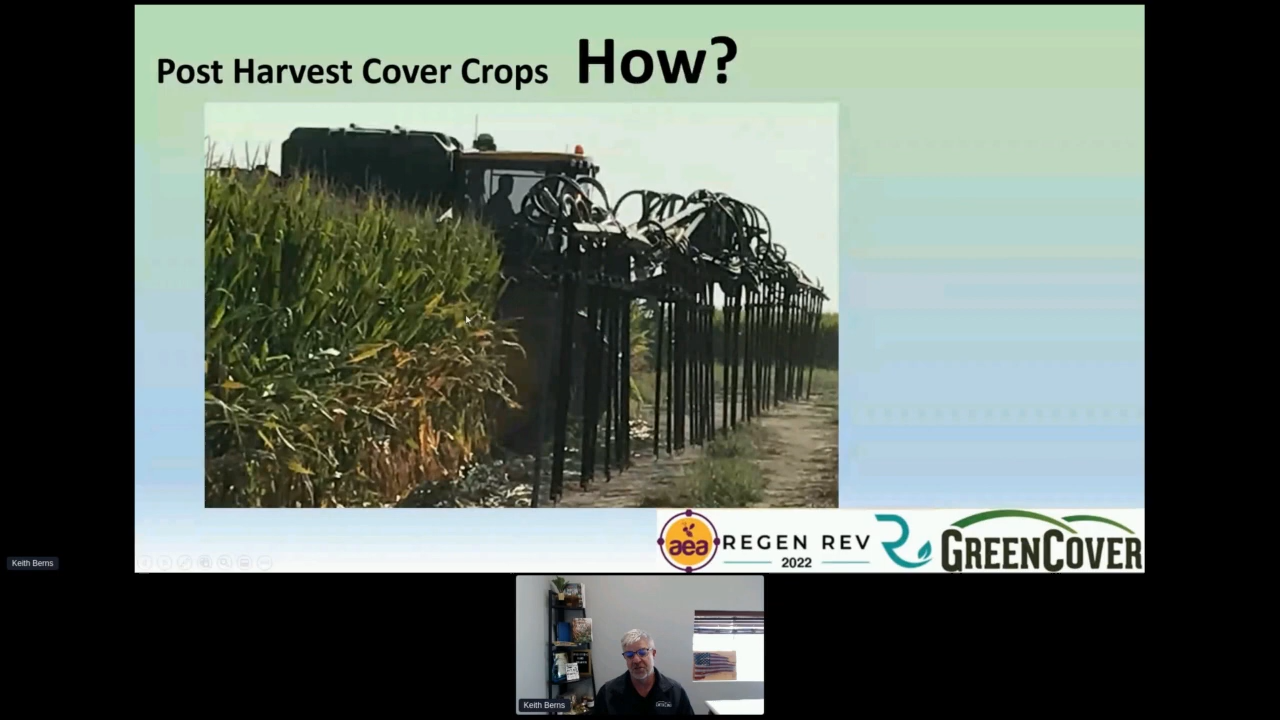 Post Harvest Cover Crops How?
aea
REGEN REV
2022
GREENCOVER
Keith Berns
Keith Berns